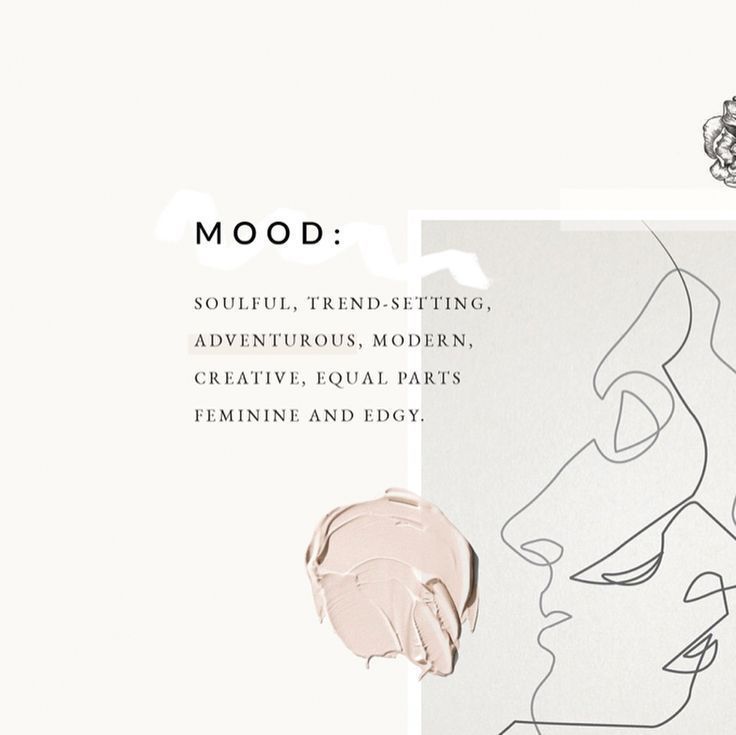 MOOD:
SOULFUL, TREND-SETTING,
ADVENTUROUS, MODERN,
CREATIVE, EQUAL PARTS
FEMININE AND EDGY.